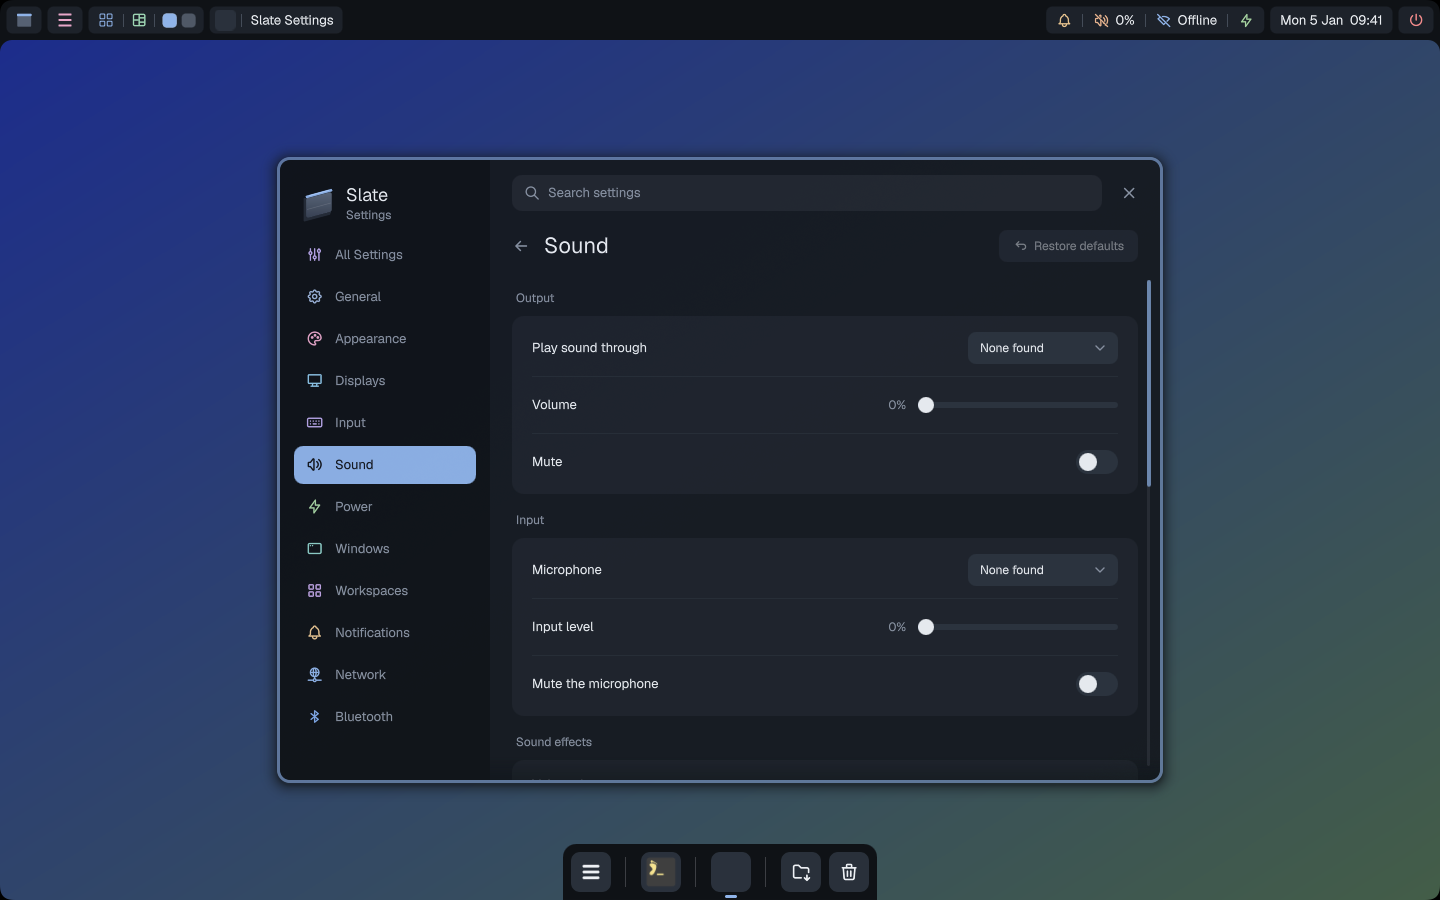 Slate Settings
0%
Offline
Mon 5 Jan 09:41
Slate
Settings
All Settings
General
Appearance
Displays
Input
Sound
Power
Windows
Workspaces
Notifications
Network
Bluetooth
Search settings
Sound
Restore defaults
Output
Play sound through
None found
Volume
0%
Mute
Input
Microphone
None found
Input level
0%
Mute the microphone
Sound effects